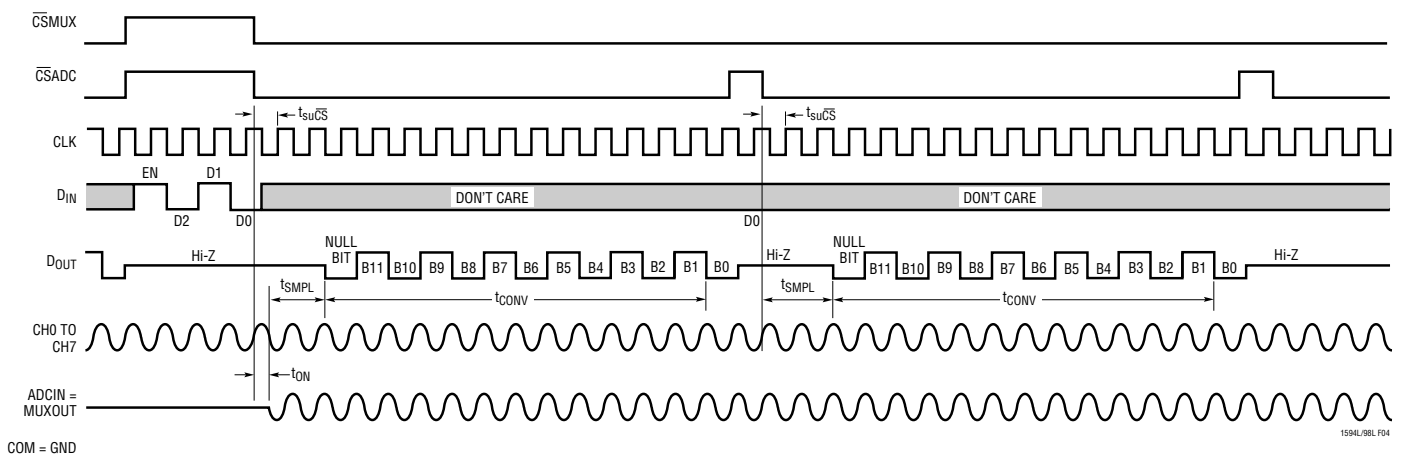 CSMUX
CSADC
tsuCS
tsuCS
CLK
EN
D1
DIN
DON'T CARE
DON'T CARE
D2
D0
D0
NULL
BIT
NULL
BIT
DOUT
Hi-Z
B11 B10 B9 B8 B7 B6 B5 B4 B3 B2 B1 B0
Hi-Z
B11 B10 B9 B8 B7 B6 B5 B4 B3 B2 B1 B0
Hi-Z
tSMPL
tCONV
tSMPL
tCONV
CH0 TO
CH7
tON
ADCIN =
MUXOUT
1594L/98L F04
COM = GND